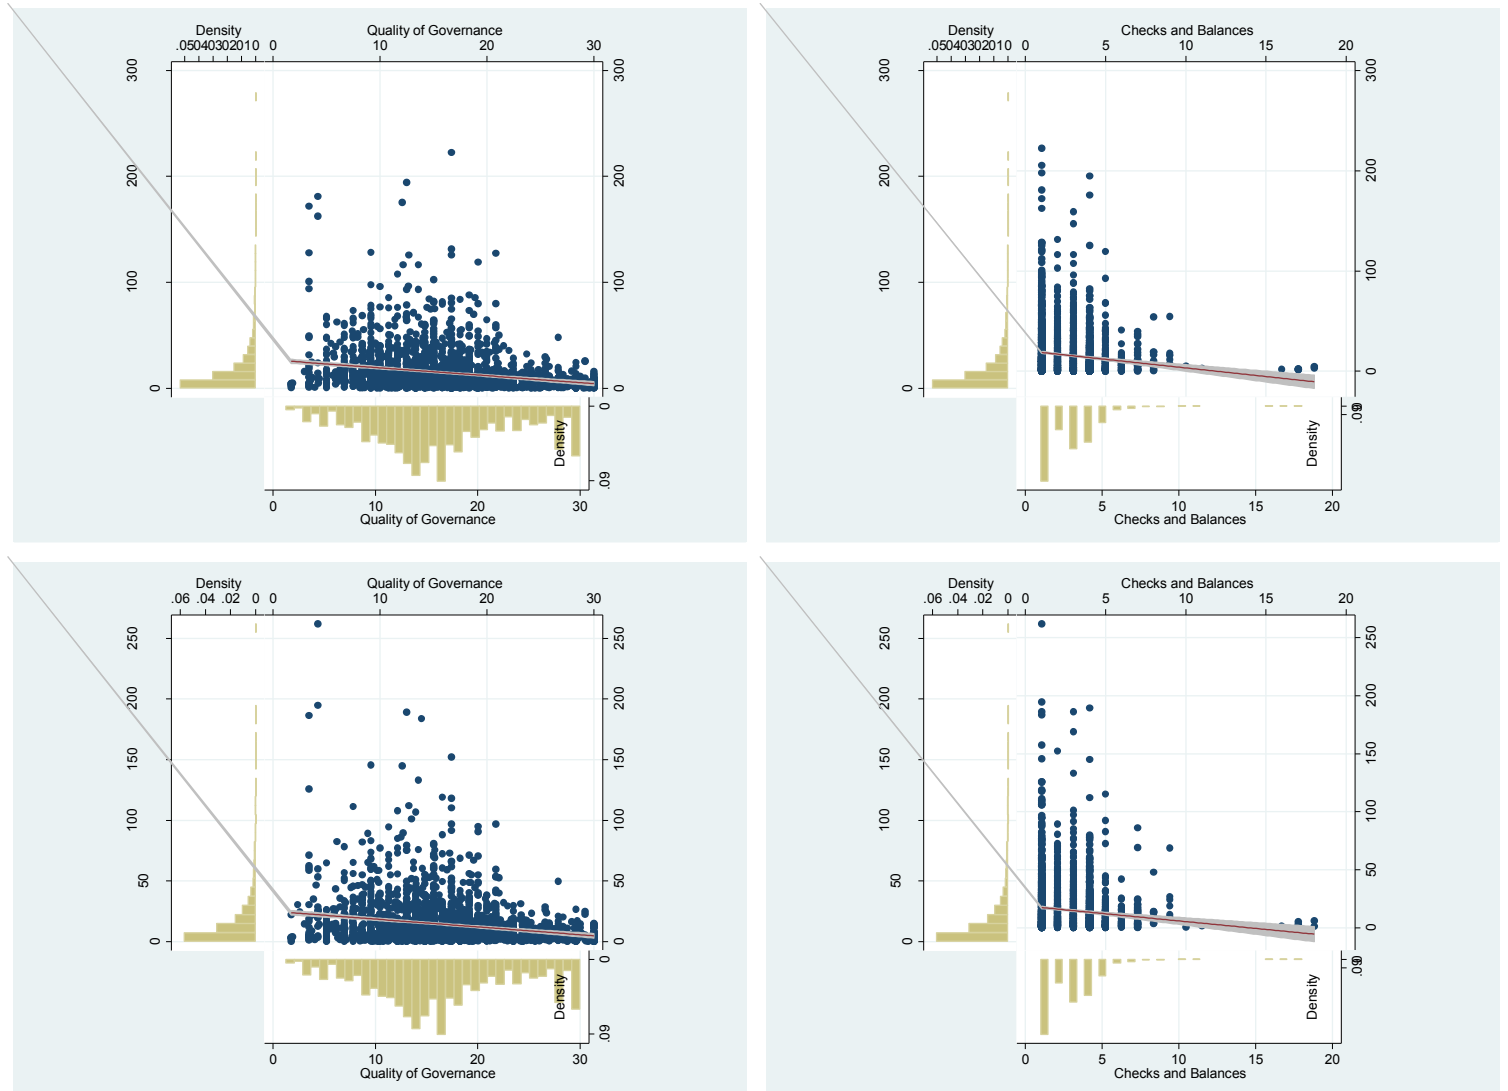 Density Quality of Governance
.05.04.03.02.01 0 0 10 20 30
300 300
200 200
100 100
0 0
0
Density
.09
0 10 20 30
Quality of Governance
Density Checks and Balances
.05.04.03.02.01 0 0 5 10 15 20
300 300
200 200
100 100
0 0
Density
0 5 10 15 20
Checks and Balances
Density Quality of Governance
.06 .04 .02 0 0 10 20 30
250 250
200 200
150 150
100 100
50 50
0 0
0
Density
.09
0 10 20 30
Quality of Governance
Density Checks and Balances
.06 .04 .02 0 0 5 10 15 20
250 250
200 200
150 150
100 100
50 50
0 0
Density
0 5 10 15 20
Checks and Balances